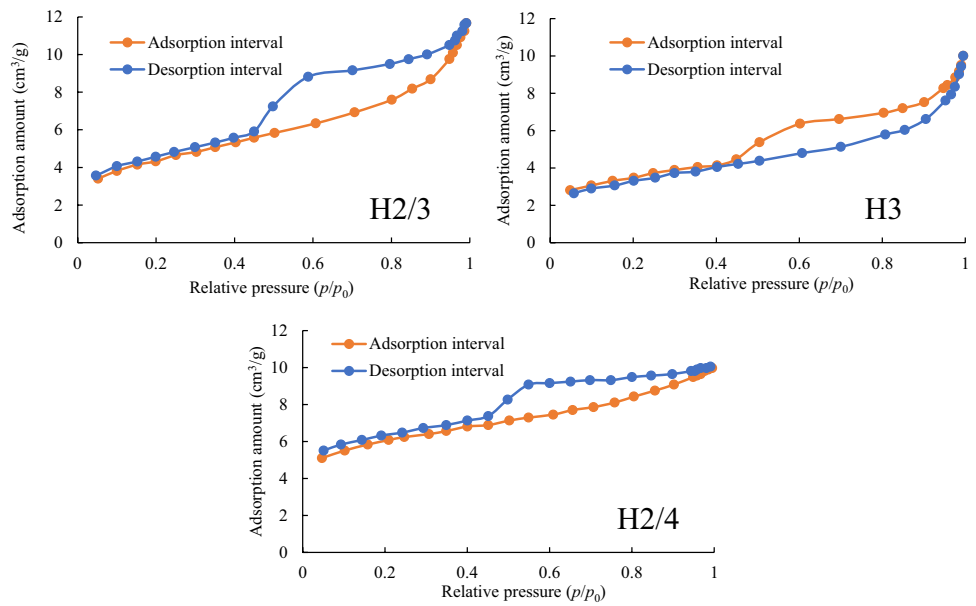 12
10
8
6
4
2
0
Adsorption amount (cm³/g)
Adsorption interval
Desorption interval
H2/3
0 0.2 0.4 0.6 0.8 1
Relative pressure (p/p₀)
12
10
8
6
4
2
0
Adsorption amount (cm³/g)
Adsorption interval
Desorption interval
H3
0 0.2 0.4 0.6 0.8 1
Relative pressure (p/p₀)
12
10
8
6
4
2
0
Adsorption amount (cm³/g)
Adsorption interval
Desorption interval
H2/4
0 0.2 0.4 0.6 0.8 1
Relative pressure (p/p₀)